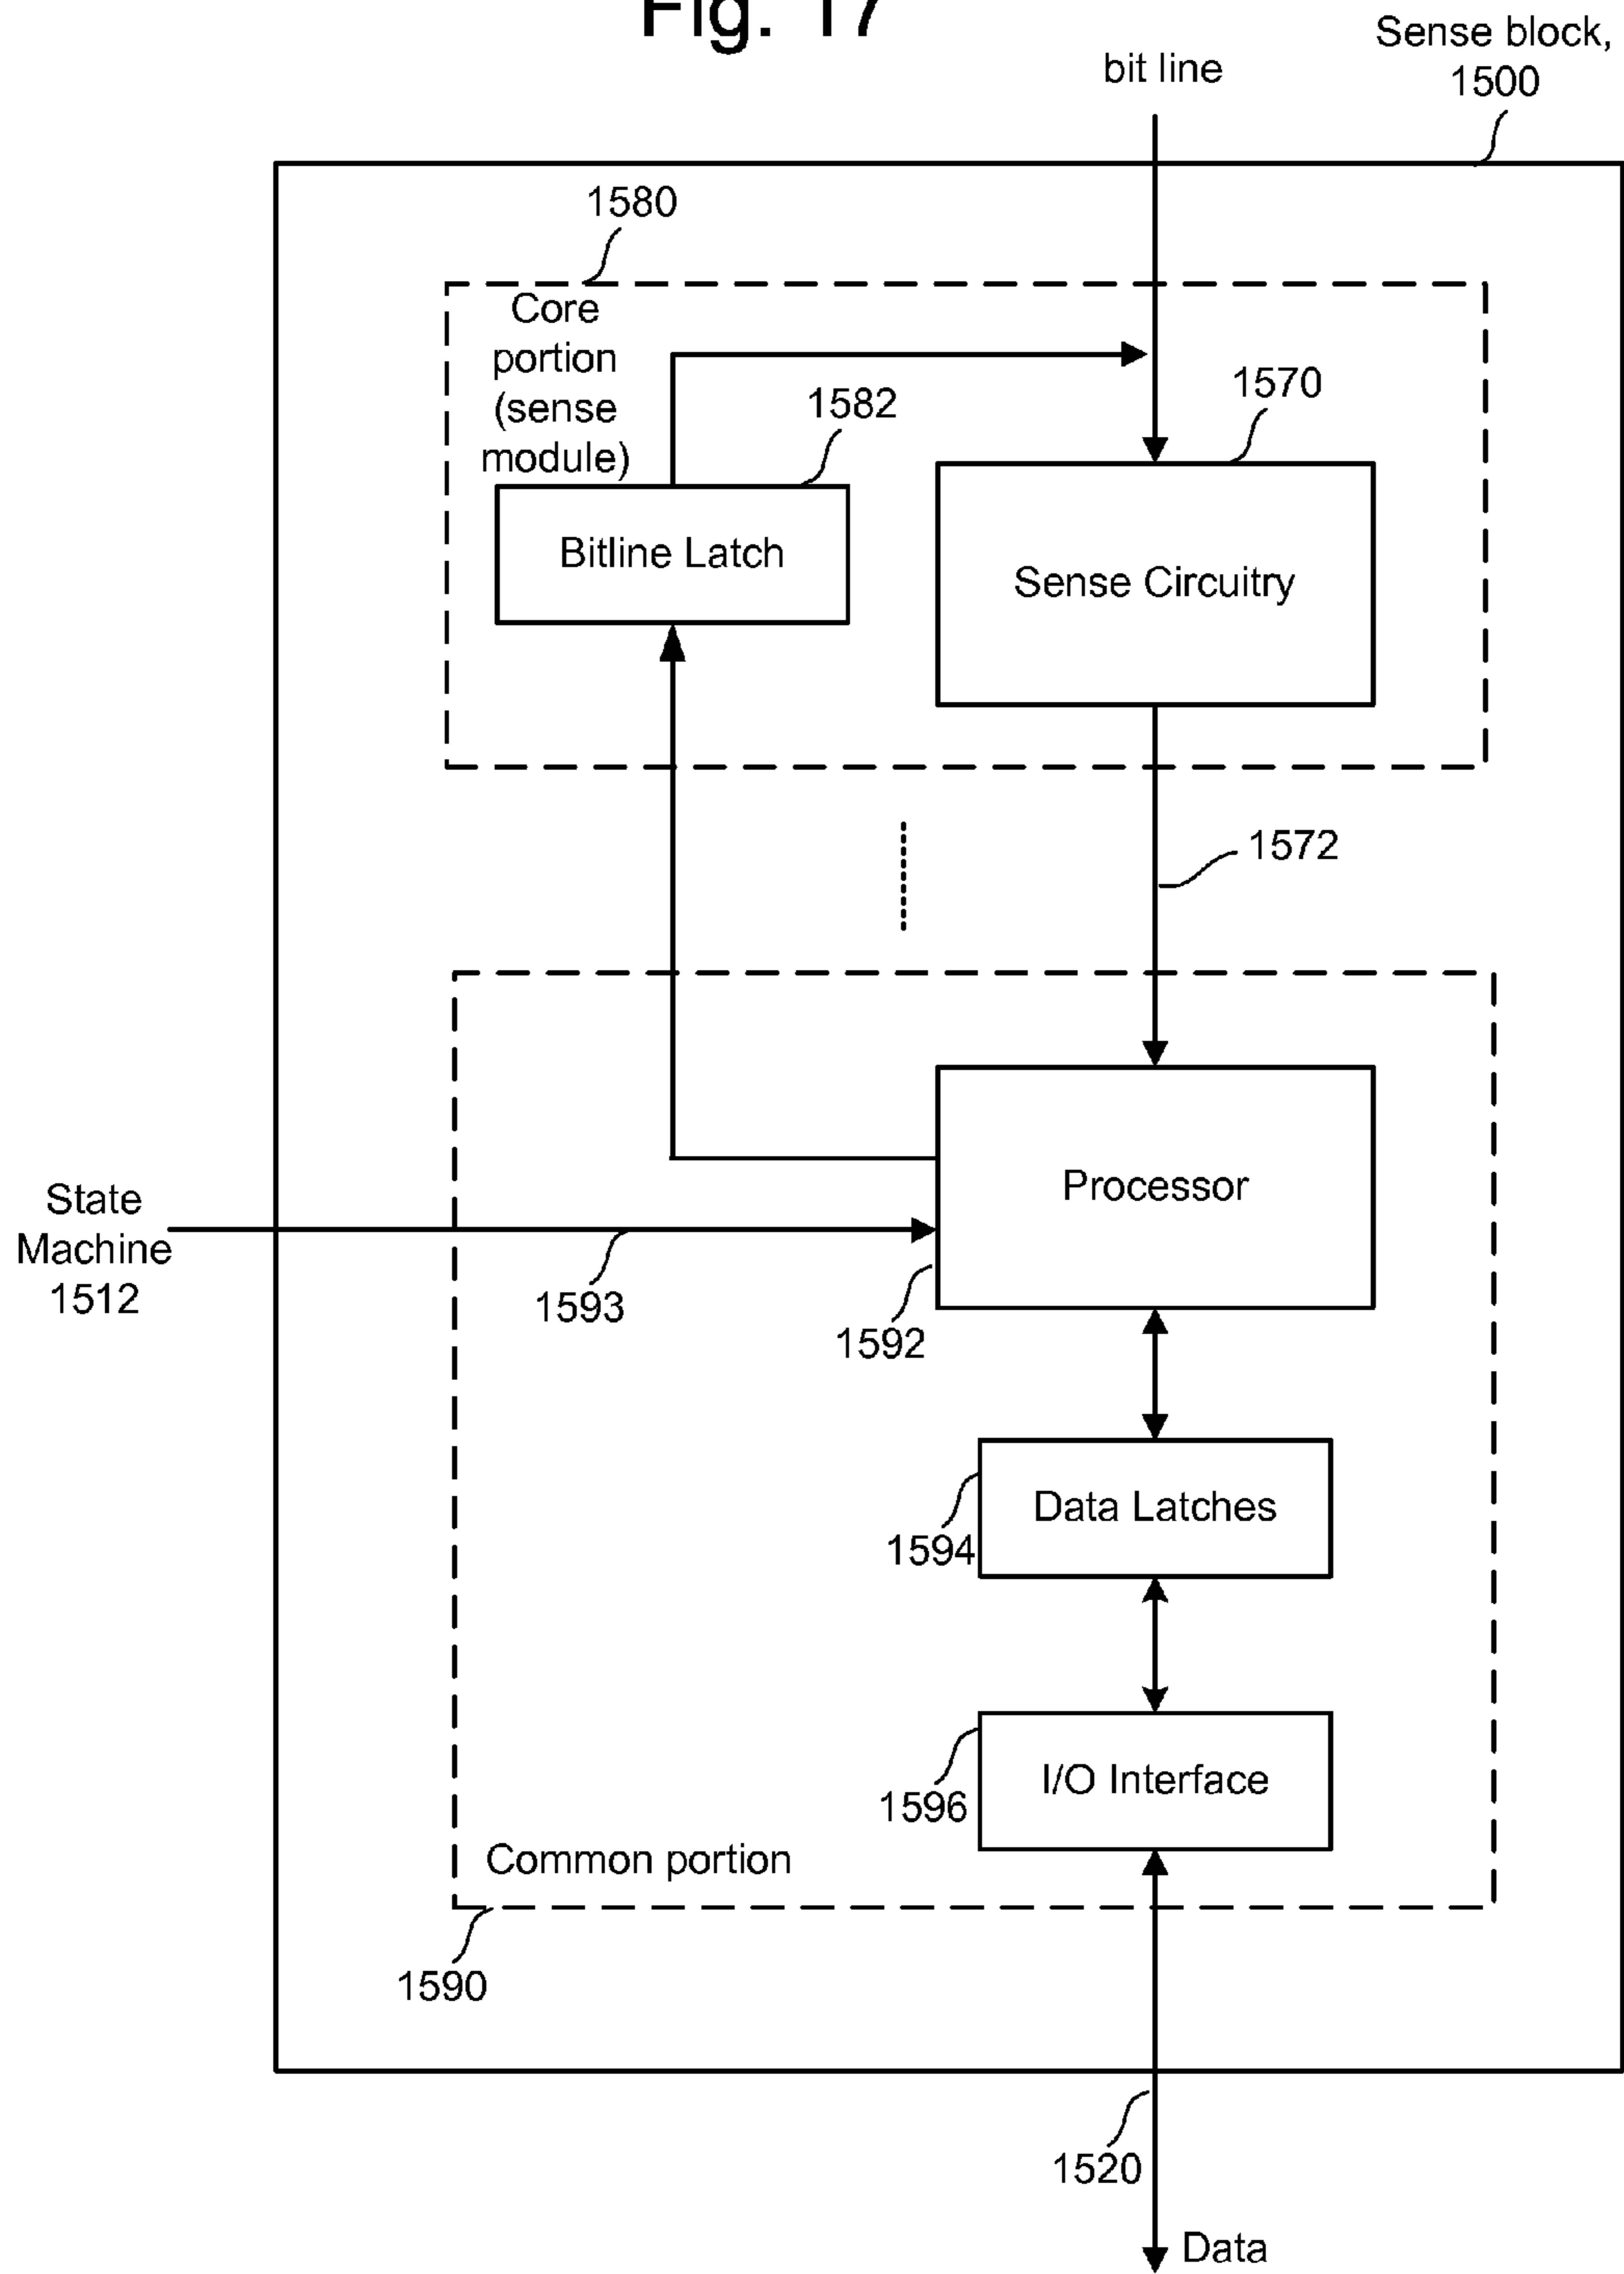 Fig. 17
Sense block,
1500
bit line
1580
Core
portion
(sense
module)
1582
1570
Bitline Latch
Sense Circuitry
1572
Processor
State
Machine
1512
1593
1592
Data Latches
1594
I/O Interface
1596
Common portion
1590
1520
Data